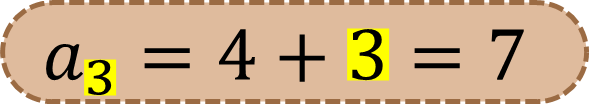 a₃ = 4 + 3 = 7